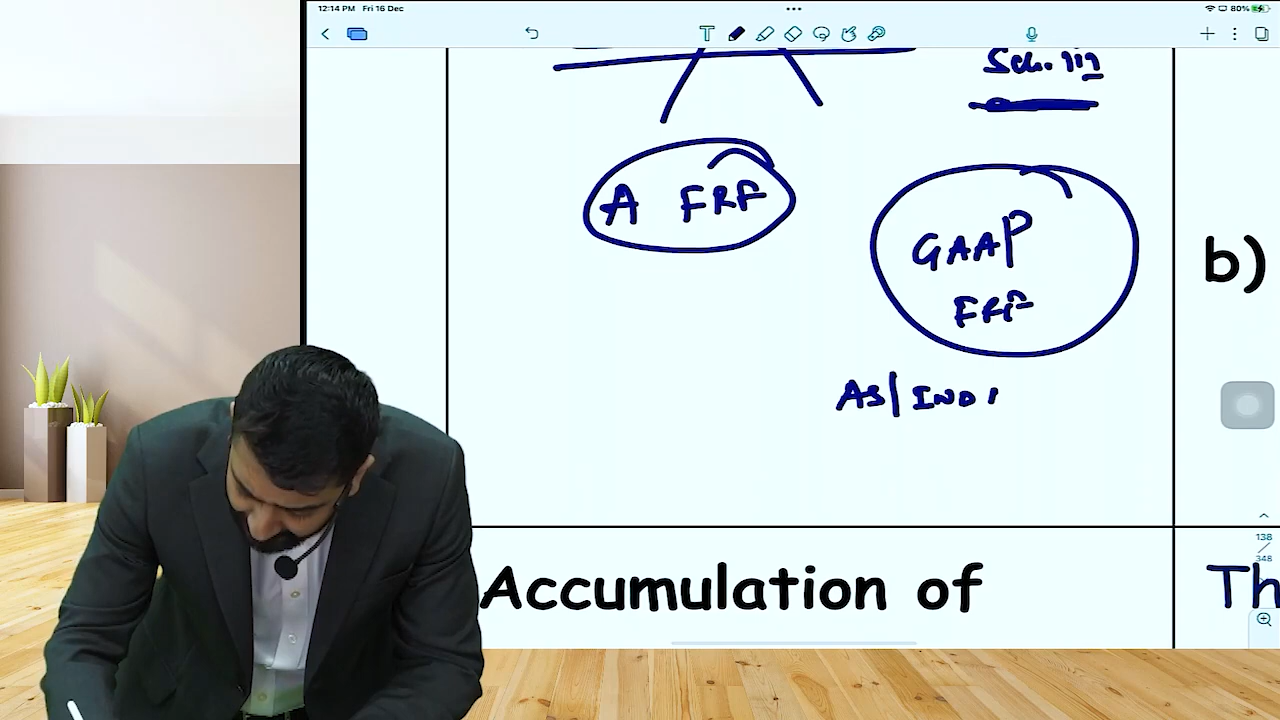 12:14 PM Fri 16 Dec
80%
T
Sch. III
A FRF
GAAP
FRF
b)
AS/IND
138
348
Accumulation of
Th